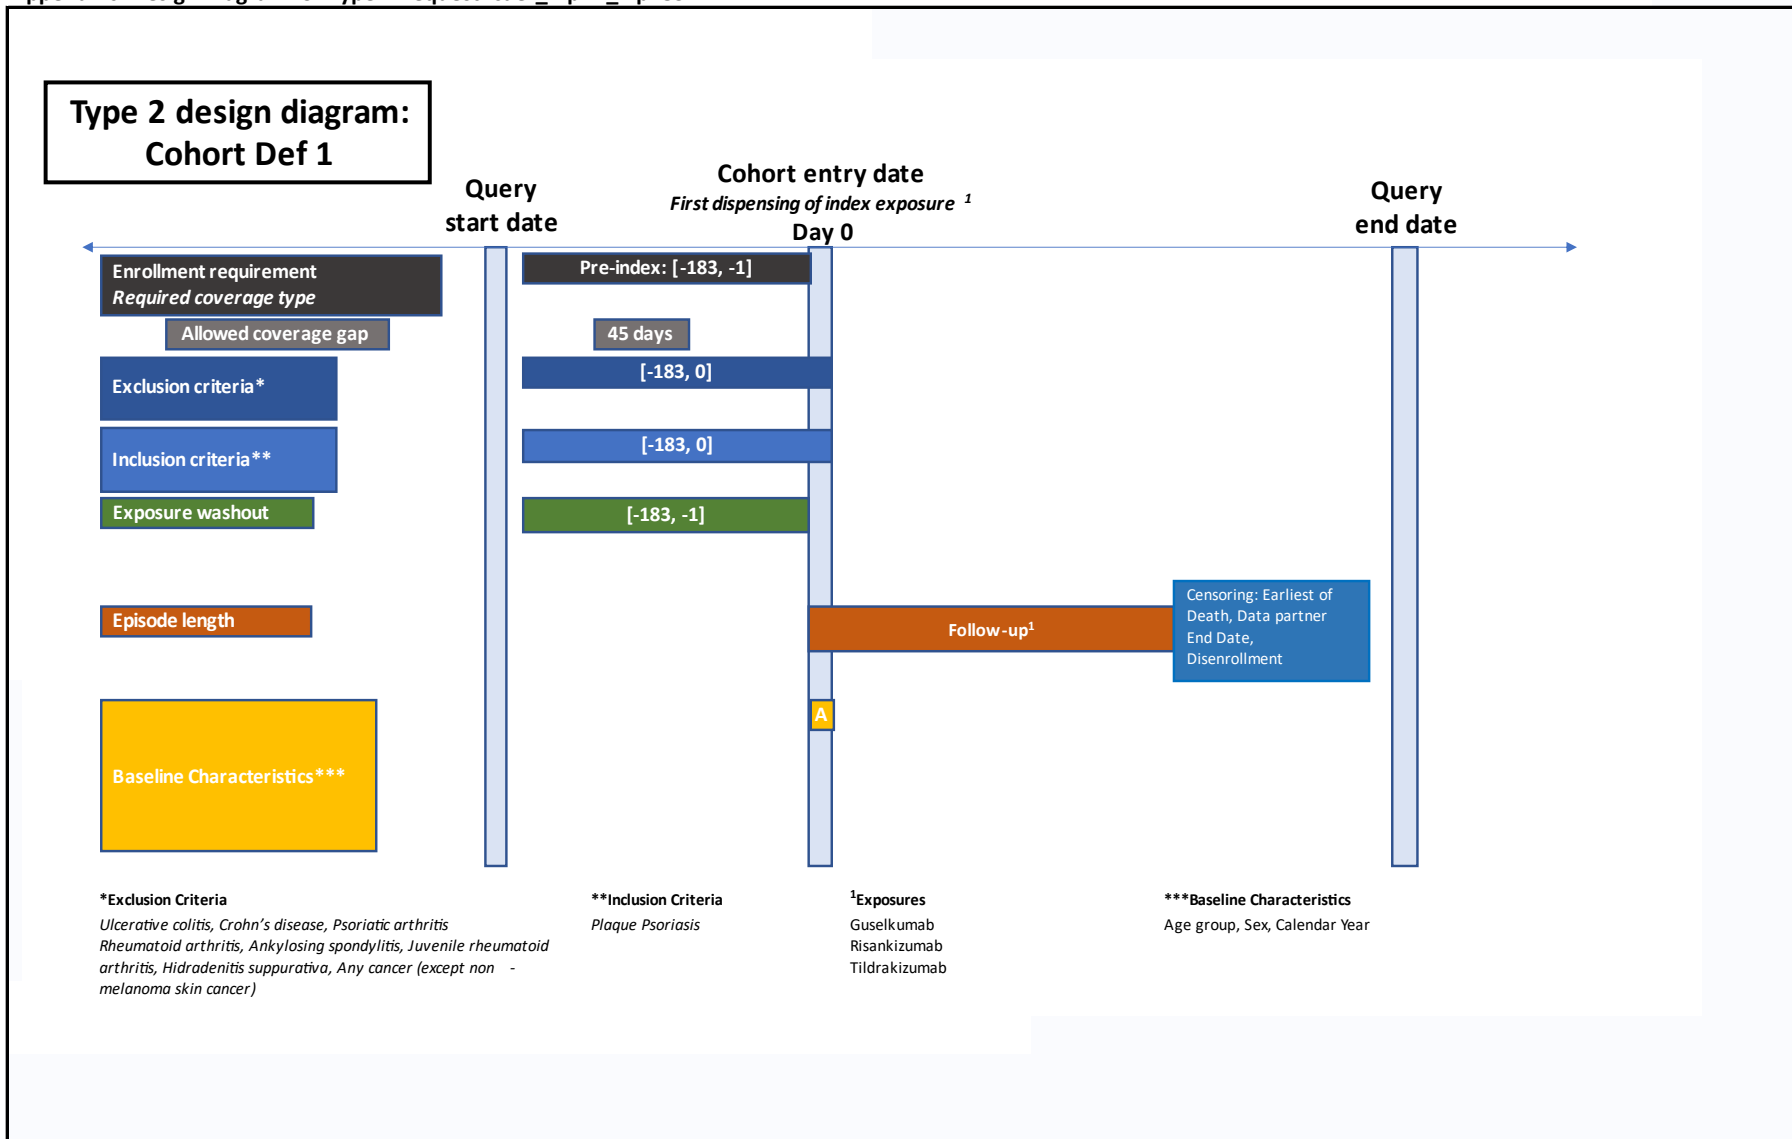 Type 2 design diagram:
Cohort Def 1
Query
start date
Cohort entry date
First dispensing of index exposure 1
Day 0
Query
end date
Enrollment requirement
Required coverage type
Pre-index: [-183, -1]
Allowed coverage gap
45 days
Exclusion criteria*
[-183, 0]
Inclusion criteria**
[-183, 0]
Exposure washout
[-183, -1]
Episode length
Follow-up1
Censoring: Earliest of
Death, Data partner
End Date,
Disenrollment
A
Baseline Characteristics***
*Exclusion Criteria
Ulcerative colitis, Crohn's disease, Psoriatic arthritis
Rheumatoid arthritis, Ankylosing spondylitis, Juvenile rheumatoid
arthritis, Hidradenitis suppurativa, Any cancer (except non -
melanoma skin cancer)
**Inclusion Criteria
Plaque Psoriasis
1Exposures
Guselkumab
Risankizumab
Tildrakizumab
***Baseline Characteristics
Age group, Sex, Calendar Year